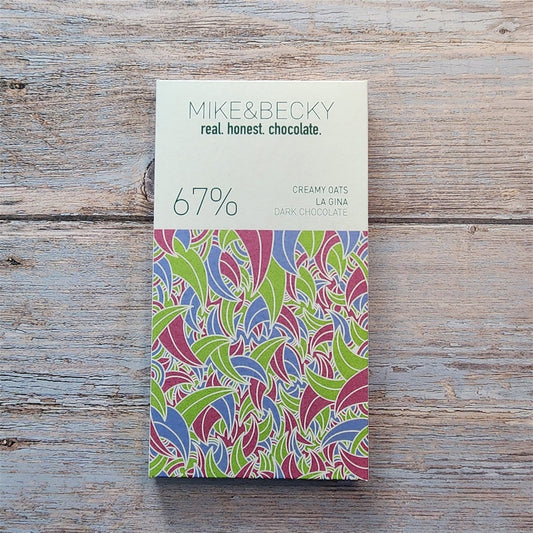 MIKE&BECKY
real. honest. chocolate.
67%
CREAMY OATS
LA GINA
DARK CHOCOLATE